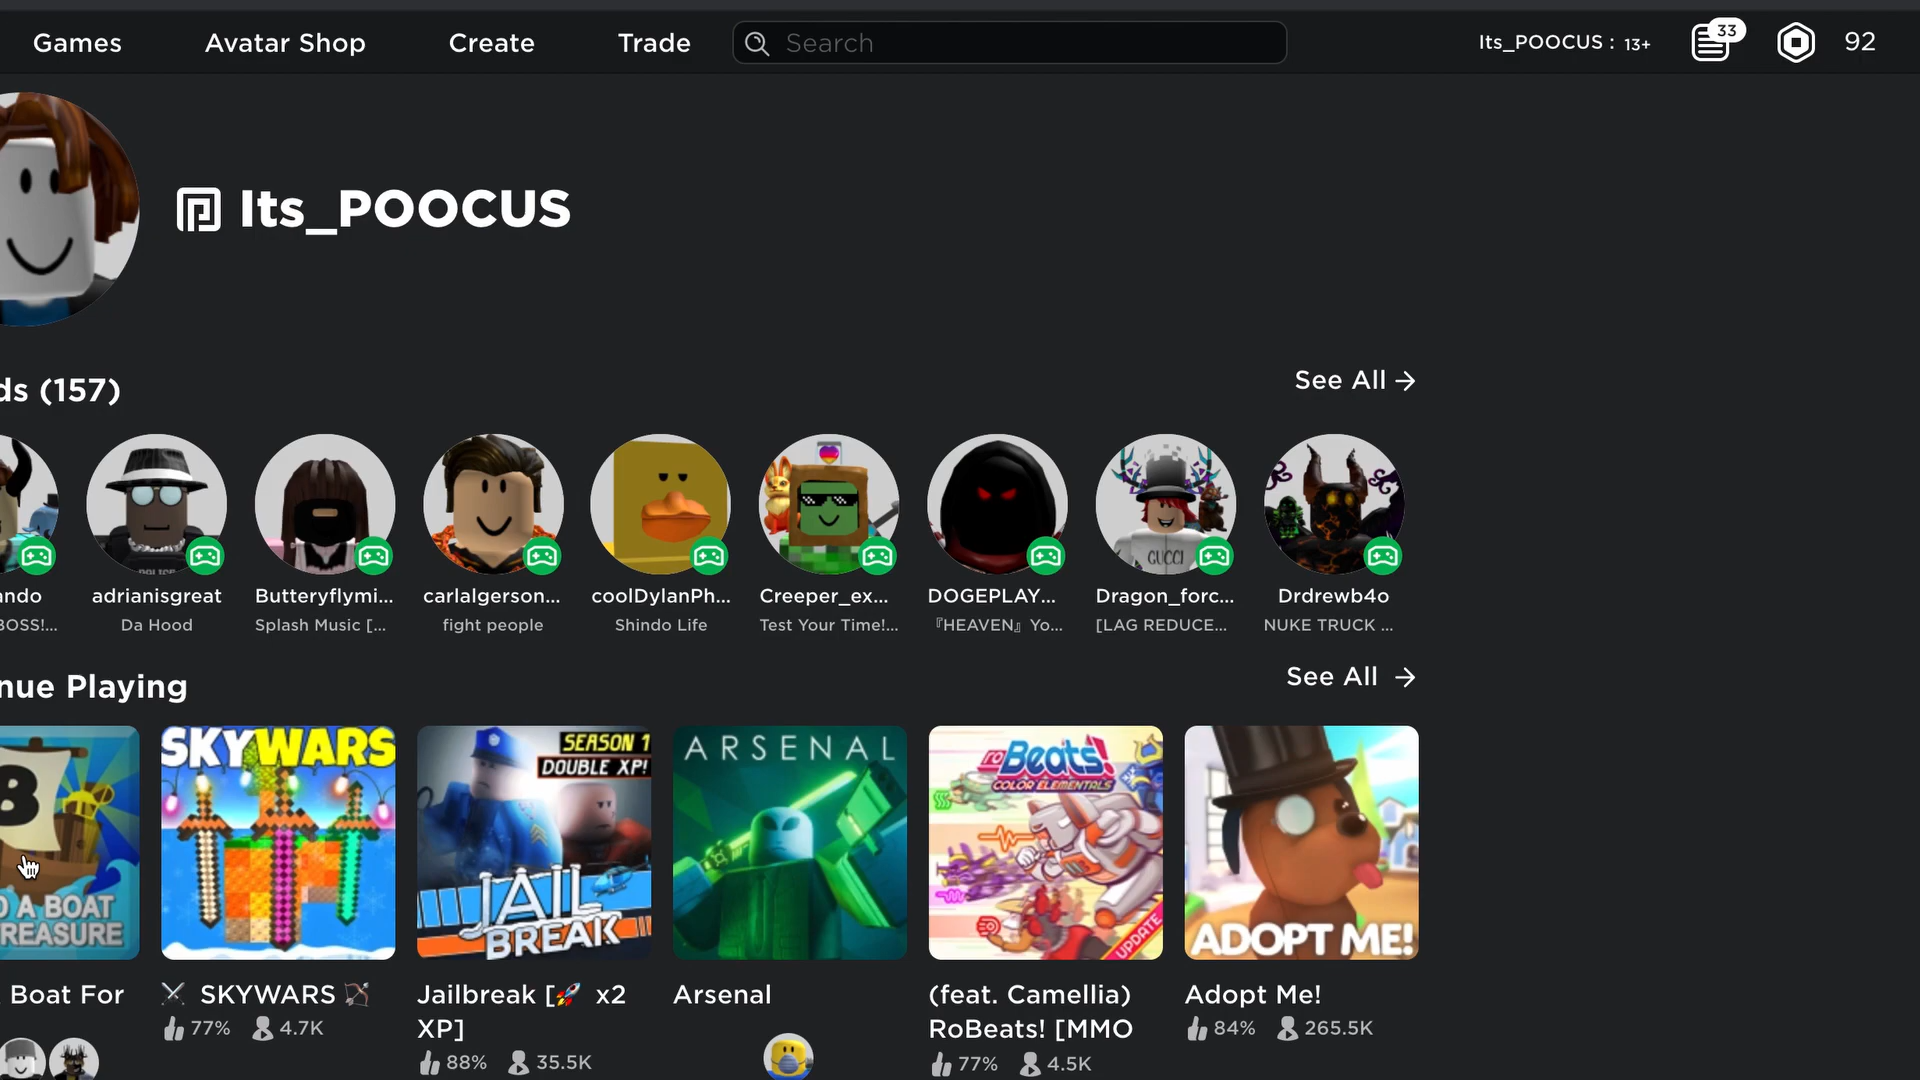 Games Avatar Shop Create Trade Search Its_POOCUS : 13+ 33 92
Its_POOCUS
ds (157) See All →
ndo adrianisgreat Butteryflymi... carlalgerson... coolDylanPh... Creeper_ex... DOGEPLAY... Dragon_forc... Drdrewb4o
BOSS!... Da Hood Splash Music [... fight people Shindo Life Test Your Time!... 『HEAVEN』 Yo... [LAG REDUCE... NUKE TRUCK ...
GUCCI
POLICE
nue Playing See All →
B
D A BOAT
REASURE
SKYWARS
SEASON 1
DOUBLE XP!
JAIL
BREAK
ARSENAL
roBeats!
COLOR ELEMENTALS
UPDATE
ADOPT ME!
Boat For
⚔ SKYWARS 🏹
77% 4.7K
Jailbreak [🚀 x2
XP]
88% 35.5K
Arsenal
(feat. Camellia)
RoBeats! [MMO
77% 4.5K
Adopt Me!
84% 265.5K